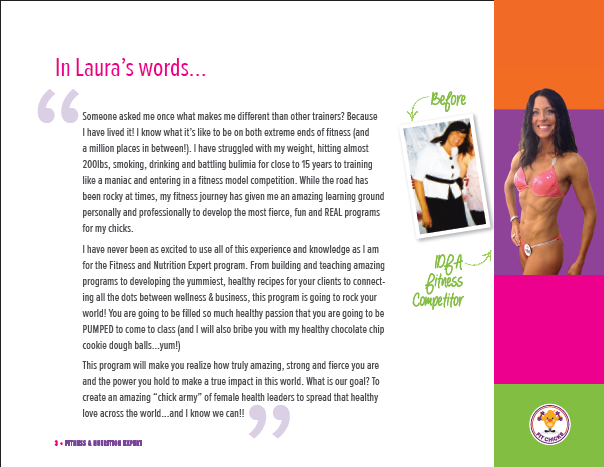 In Laura's words...
Someone asked me once what makes me different than other trainers? Because
I have lived it! I know what it's like to be on both extreme ends of fitness (and
a million places in between!). I have struggled with my weight, hitting almost
200lbs, smoking, drinking and battling bulimia for close to 15 years to training
like a maniac and entering in a fitness model competition. While the road has
been rocky at times, my fitness journey has given me an amazing learning ground
personally and professionally to develop the most fierce, fun and REAL programs
for my chicks.
I have never been as excited to use all of this experience and knowledge as I am
for the Fitness and Nutrition Expert program. From building and teaching amazing
programs to developing the yummiest, healthy recipes for your clients to connect-
ing all the dots between wellness & business, this program is going to rock your
world! You are going to be filled so much healthy passion that you are going to be
PUMPED to come to class (and I will also bribe you with my healthy chocolate chip
cookie dough balls...yum!)
This program will make you realize how truly amazing, strong and fierce you are
and the power you hold to make a true impact in this world. What is our goal? To
create an amazing “chick army” of female health leaders to spread that healthy
love across the world...and I know we can!!
Before
IDFA
Fitness
Competitor
3 • FITNESS & NUTRITION EXPERT
FIT CHICKS